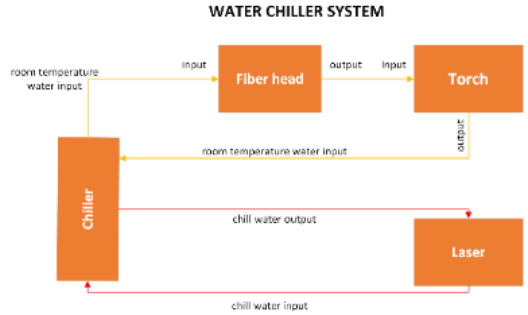 WATER CHILLER SYSTEM
room temperature
water input
input
Fiber head
output
input
Torch
output
room temperature water input
Chiller
chill water output
Laser
chill water input